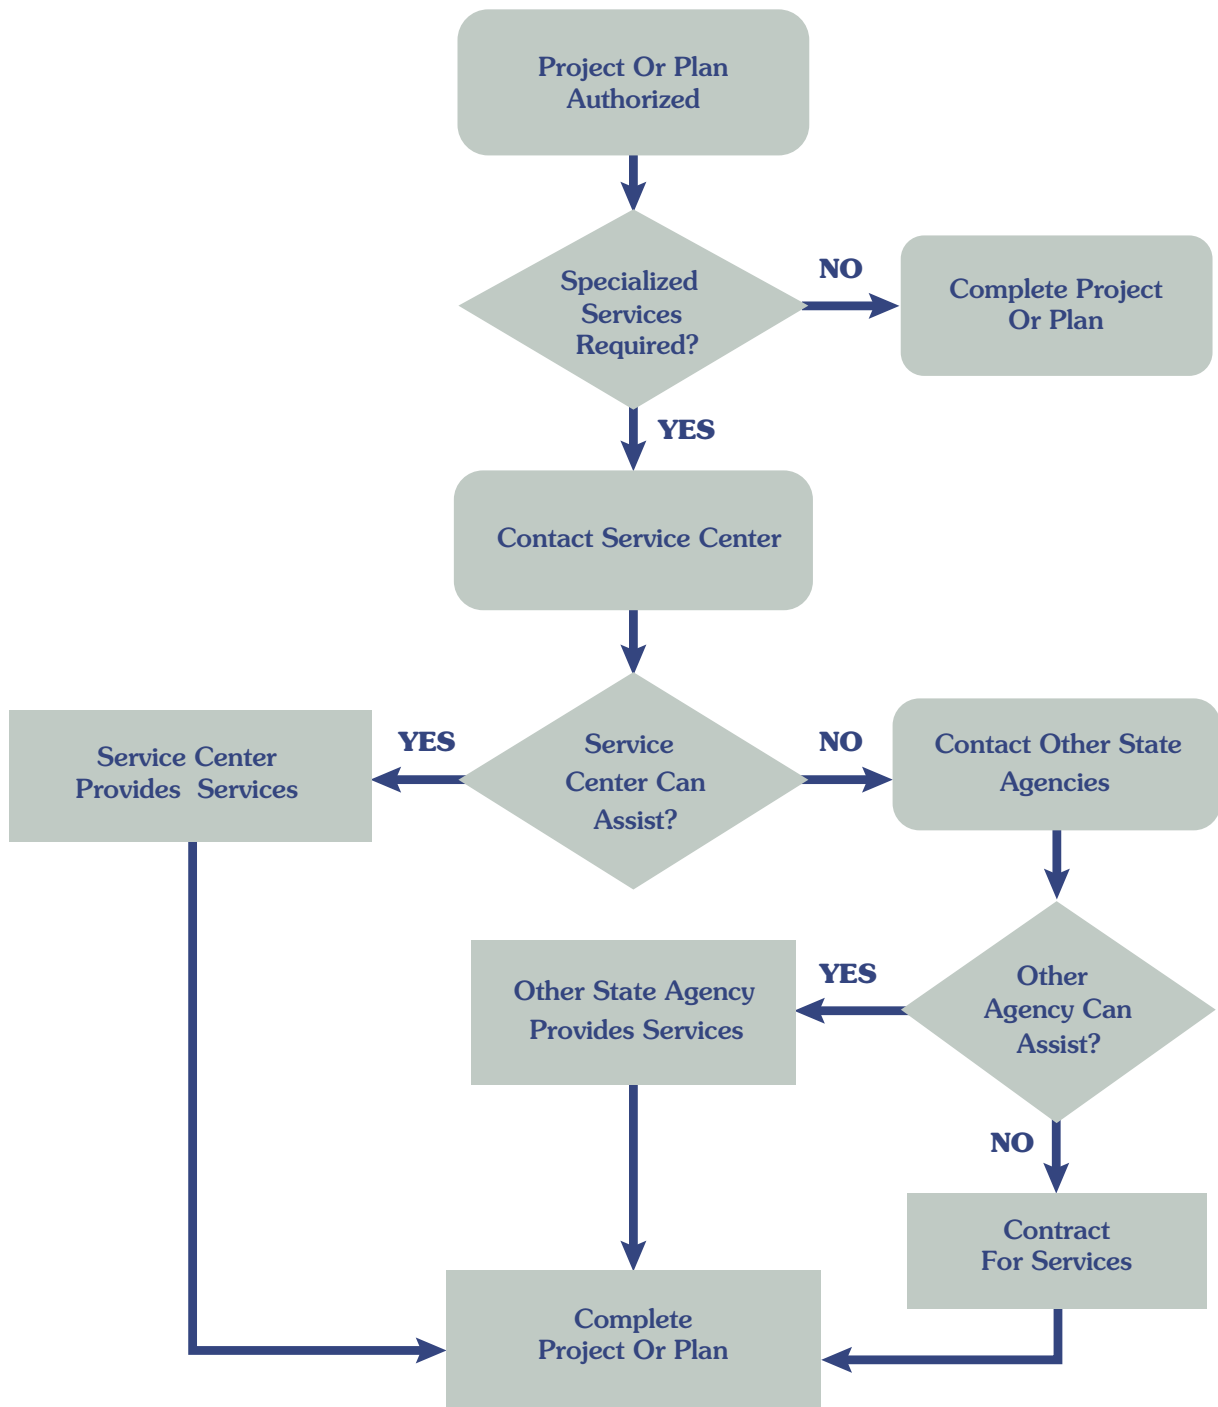 Project Or Plan
Authorized
Specialized
Services
Required?
NO
Complete Project
Or Plan
YES
Contact Service Center
Service Center
Provides Services
YES
Service
Center Can
Assist?
NO
Contact Other State
Agencies
Other State Agency
Provides Services
YES
Other
Agency Can
Assist?
NO
Contract
For Services
Complete
Project Or Plan